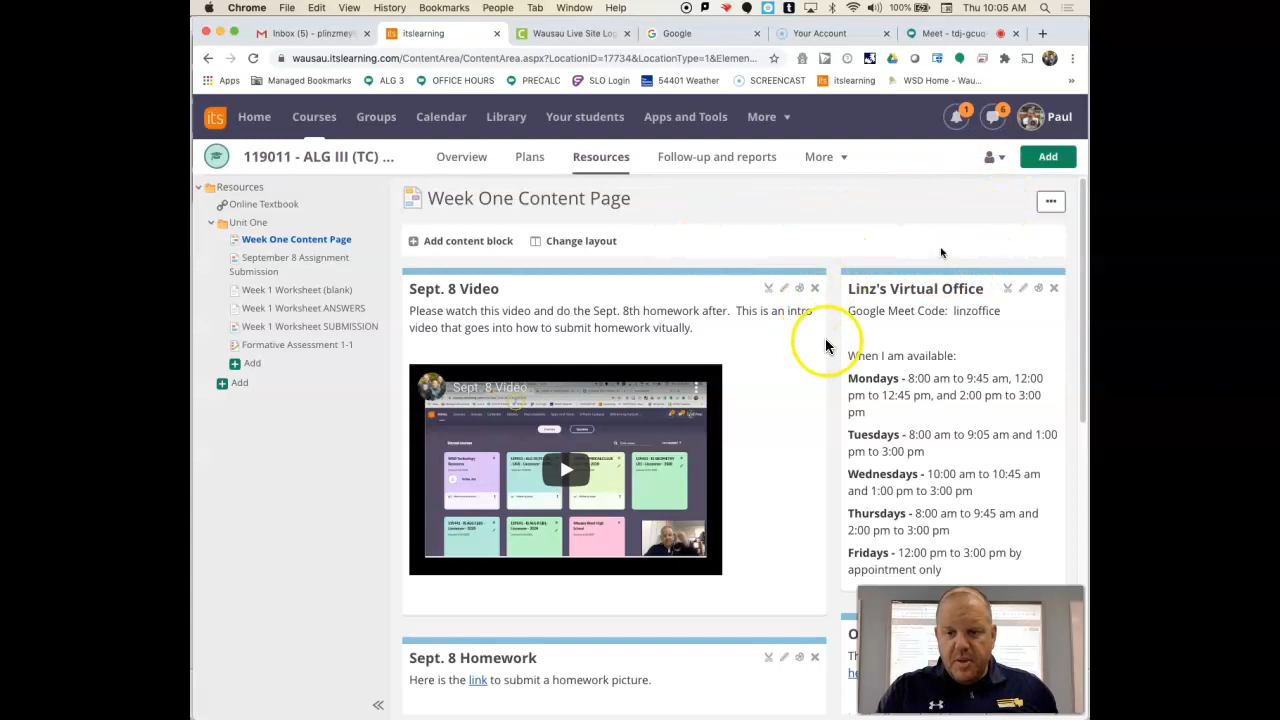 Chrome File Edit View History Bookmarks People Tab Window Help 100% Thu 10:05 AM
Inbox (5) - plinzmey
itslearning
Wausau Live Site Log
Google
Your Account
Meet - tdj-gcuq
wausau.itslearning.com/ContentArea/ContentArea.aspx?LocationID=17734&LocationType=1&Elemen...
Apps Managed Bookmarks ALG 3 OFFICE HOURS PRECALC SLO Login 54401 Weather SCREENCAST itslearning WSD Home - Wau... »
its Home Courses Groups Calendar Library Your students Apps and Tools More 1 6 Paul
119011 - ALG III (TC) ... Overview Plans Resources Follow-up and reports More Add
Resources
Online Textbook
Unit One
Week One Content Page
September 8 Assignment
Submission
Week 1 Worksheet (blank)
Week 1 Worksheet ANSWERS
Week 1 Worksheet SUBMISSION
Formative Assessment 1-1
Add
Add
Week One Content Page
Add content block Change layout
Sept. 8 Video
Please watch this video and do the Sept. 8th homework after. This is an intro
video that goes into how to submit homework vitually.
Sept. 8 Video
Sept. 8 Homework
Here is the link to submit a homework picture.
Linz's Virtual Office
Google Meet Code: linzoffice
When I am available:
Mondays - 8:00 am to 9:45 am, 12:00
pm to 12:45 pm, and 2:00 pm to 3:00
pm
Tuesdays - 8:00 am to 9:05 am and 1:00
pm to 3:00 pm
Wednesdays - 10:00 am to 10:45 am
and 1:00 pm to 3:00 pm
Thursdays - 8:00 am to 9:45 am and
2:00 pm to 3:00 pm
Fridays - 12:00 pm to 3:00 pm by
appointment only